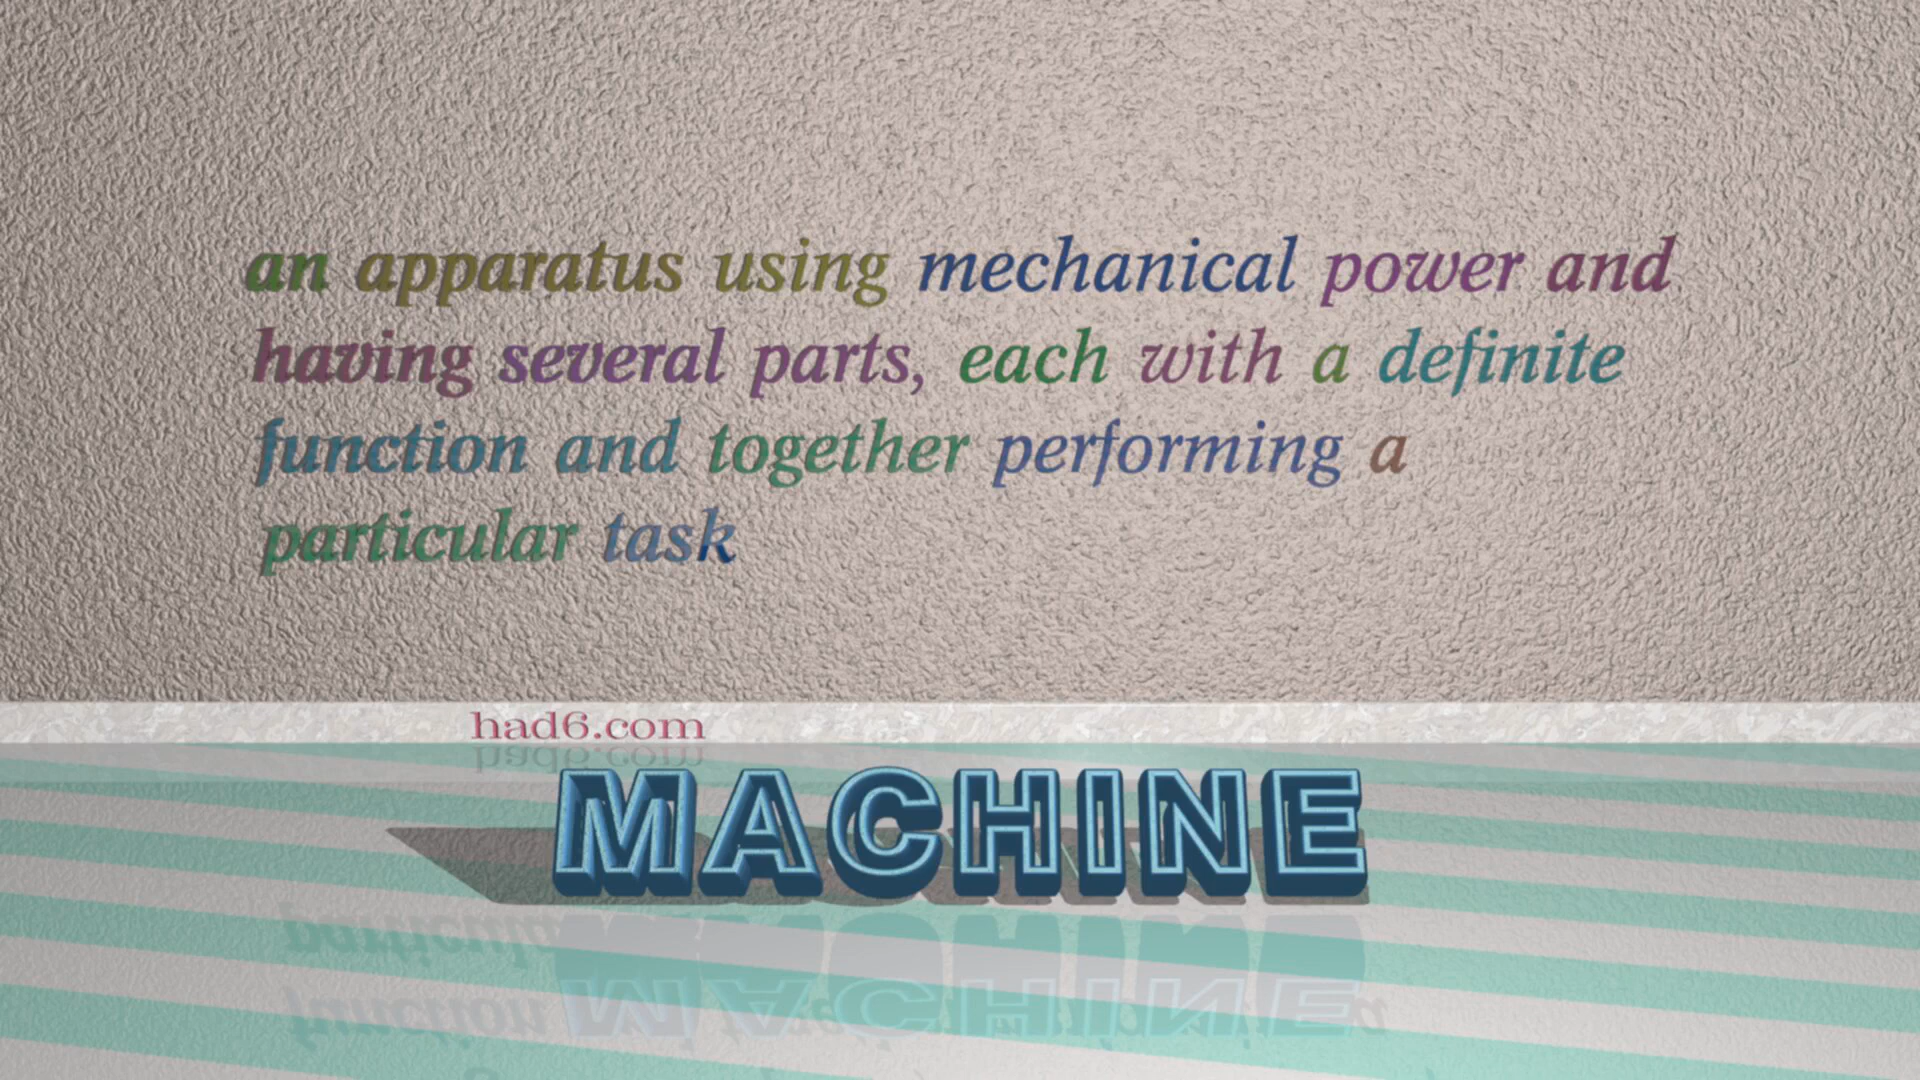 an apparatus using mechanical power and
having several parts, each with a definite
function and together performing a
particular task
had6.com
MACHINE